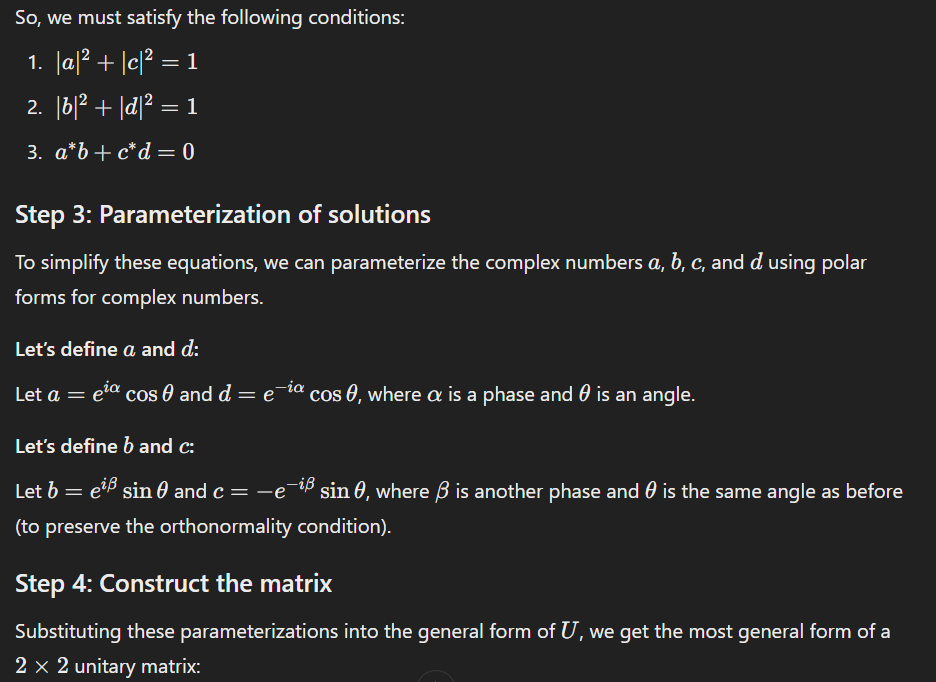 So, we must satisfy the following conditions:
1. |a|² + |c|² = 1
2. |b|² + |d|² = 1
3. a*b + c*d = 0
Step 3: Parameterization of solutions
To simplify these equations, we can parameterize the complex numbers a, b, c, and d using polar
forms for complex numbers.
Let's define a and d:
Let a = e^{iα} cos θ and d = e^{−iα} cos θ, where α is a phase and θ is an angle.
Let's define b and c:
Let b = e^{iβ} sin θ and c = −e^{−iβ} sin θ, where β is another phase and θ is the same angle as before
(to preserve the orthonormality condition).
Step 4: Construct the matrix
Substituting these parameterizations into the general form of U, we get the most general form of a
2 × 2 unitary matrix: